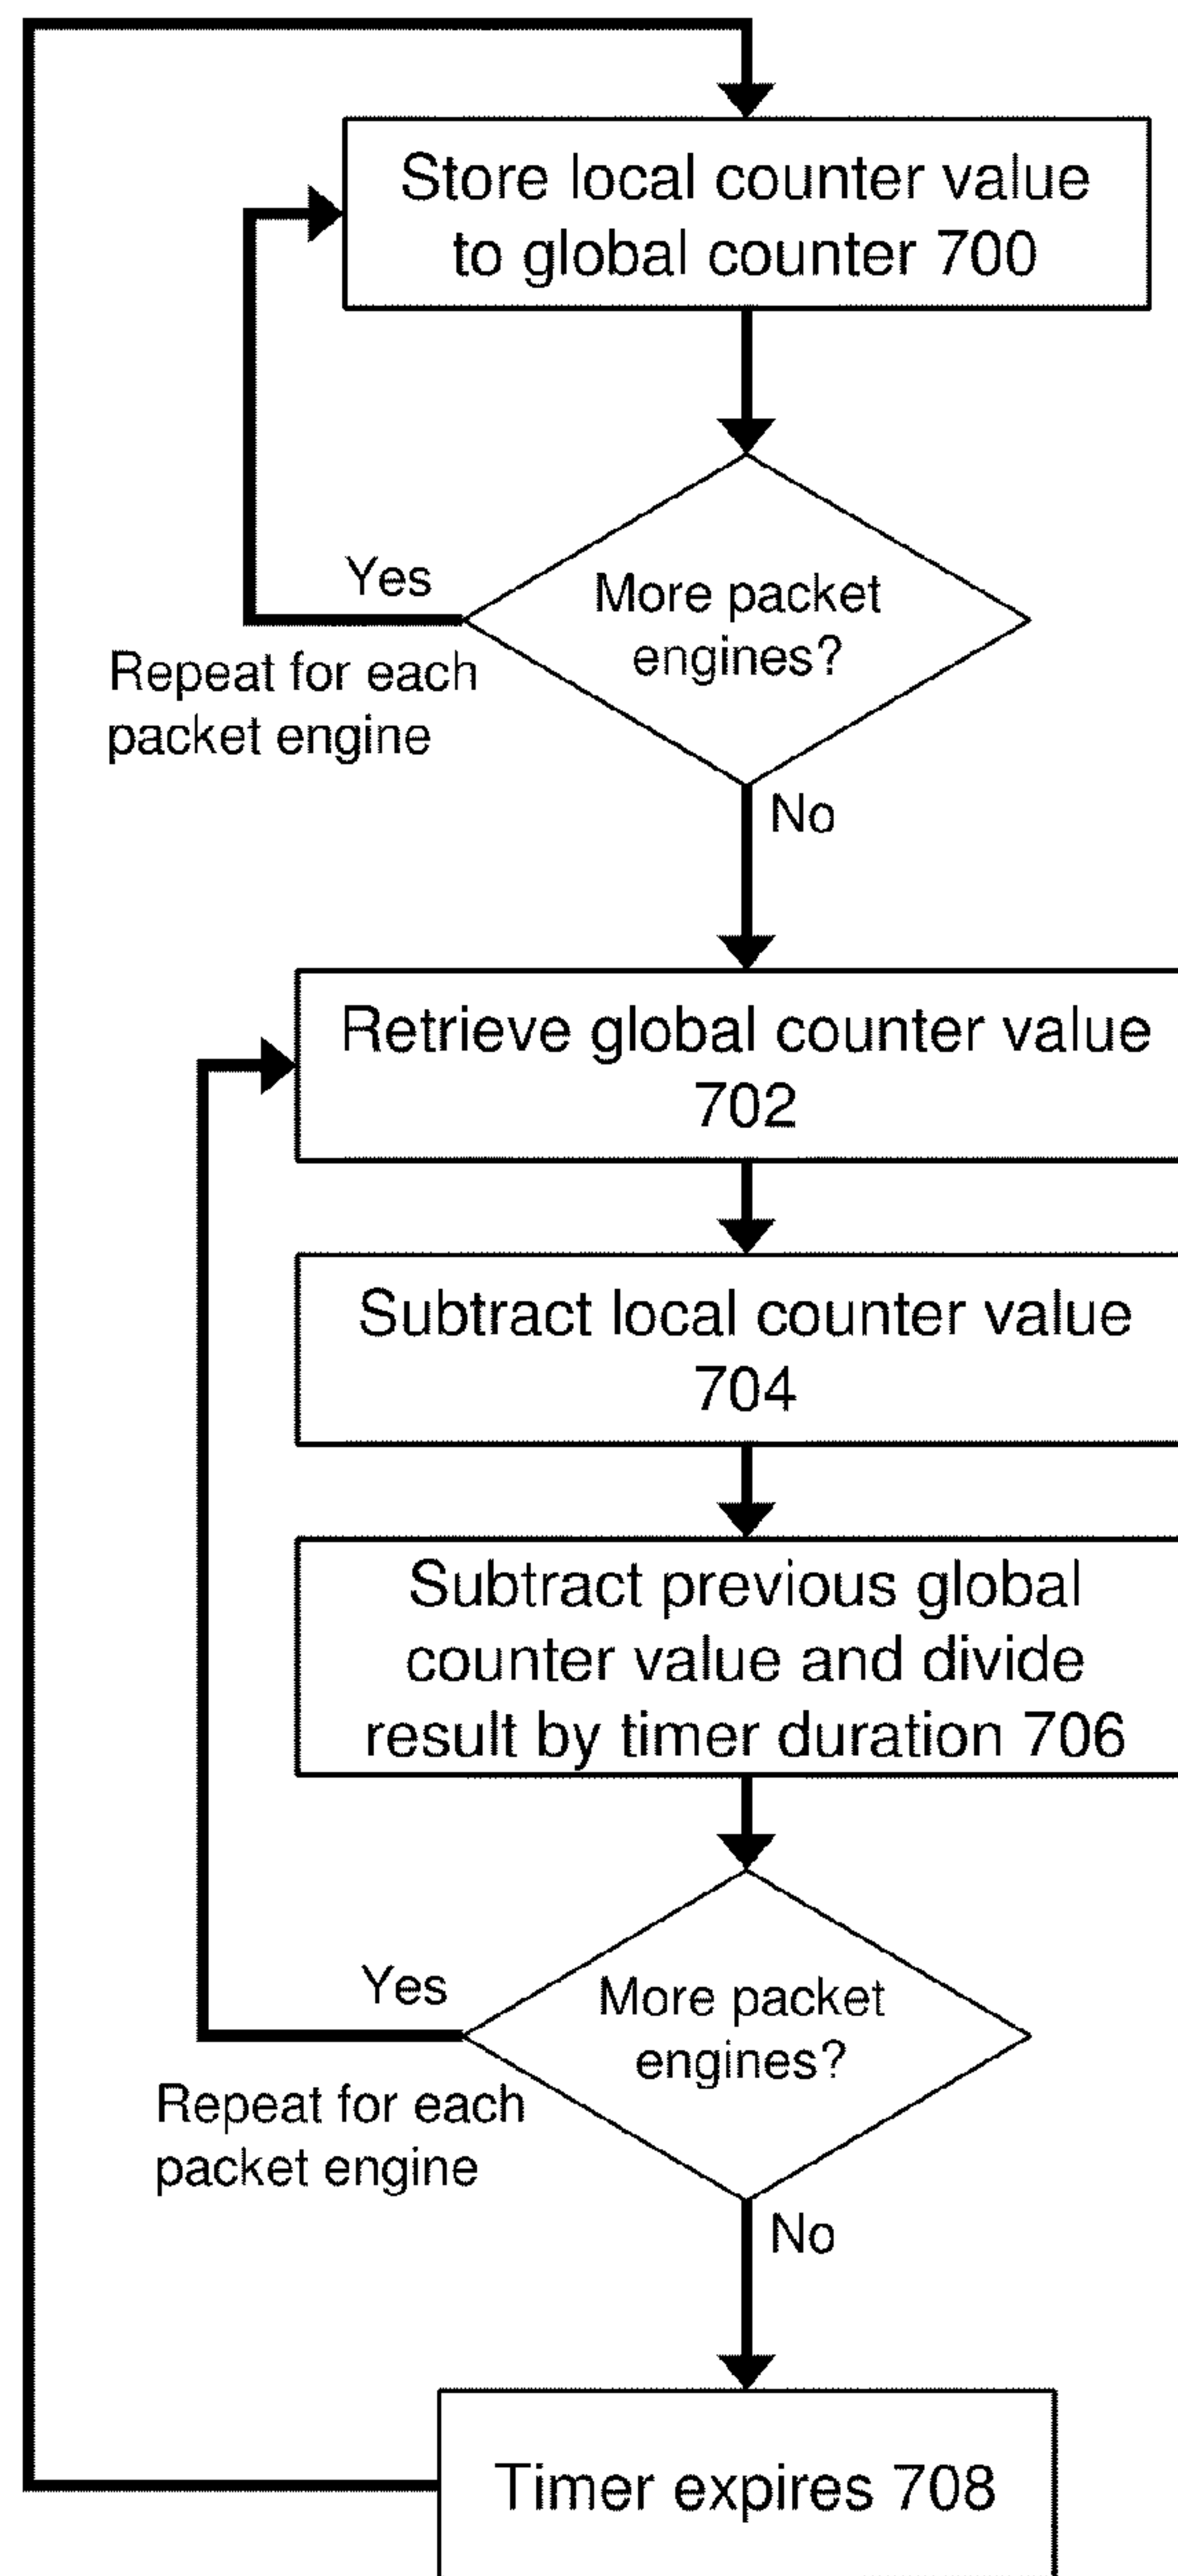 Store local counter value
to global counter 700
Yes
More packet
engines?
Repeat for each
packet engine
No
Retrieve global counter value
702
Subtract local counter value
704
Subtract previous global
counter value and divide
result by timer duration 706
Yes
More packet
engines?
Repeat for each
packet engine
No
Timer expires 708